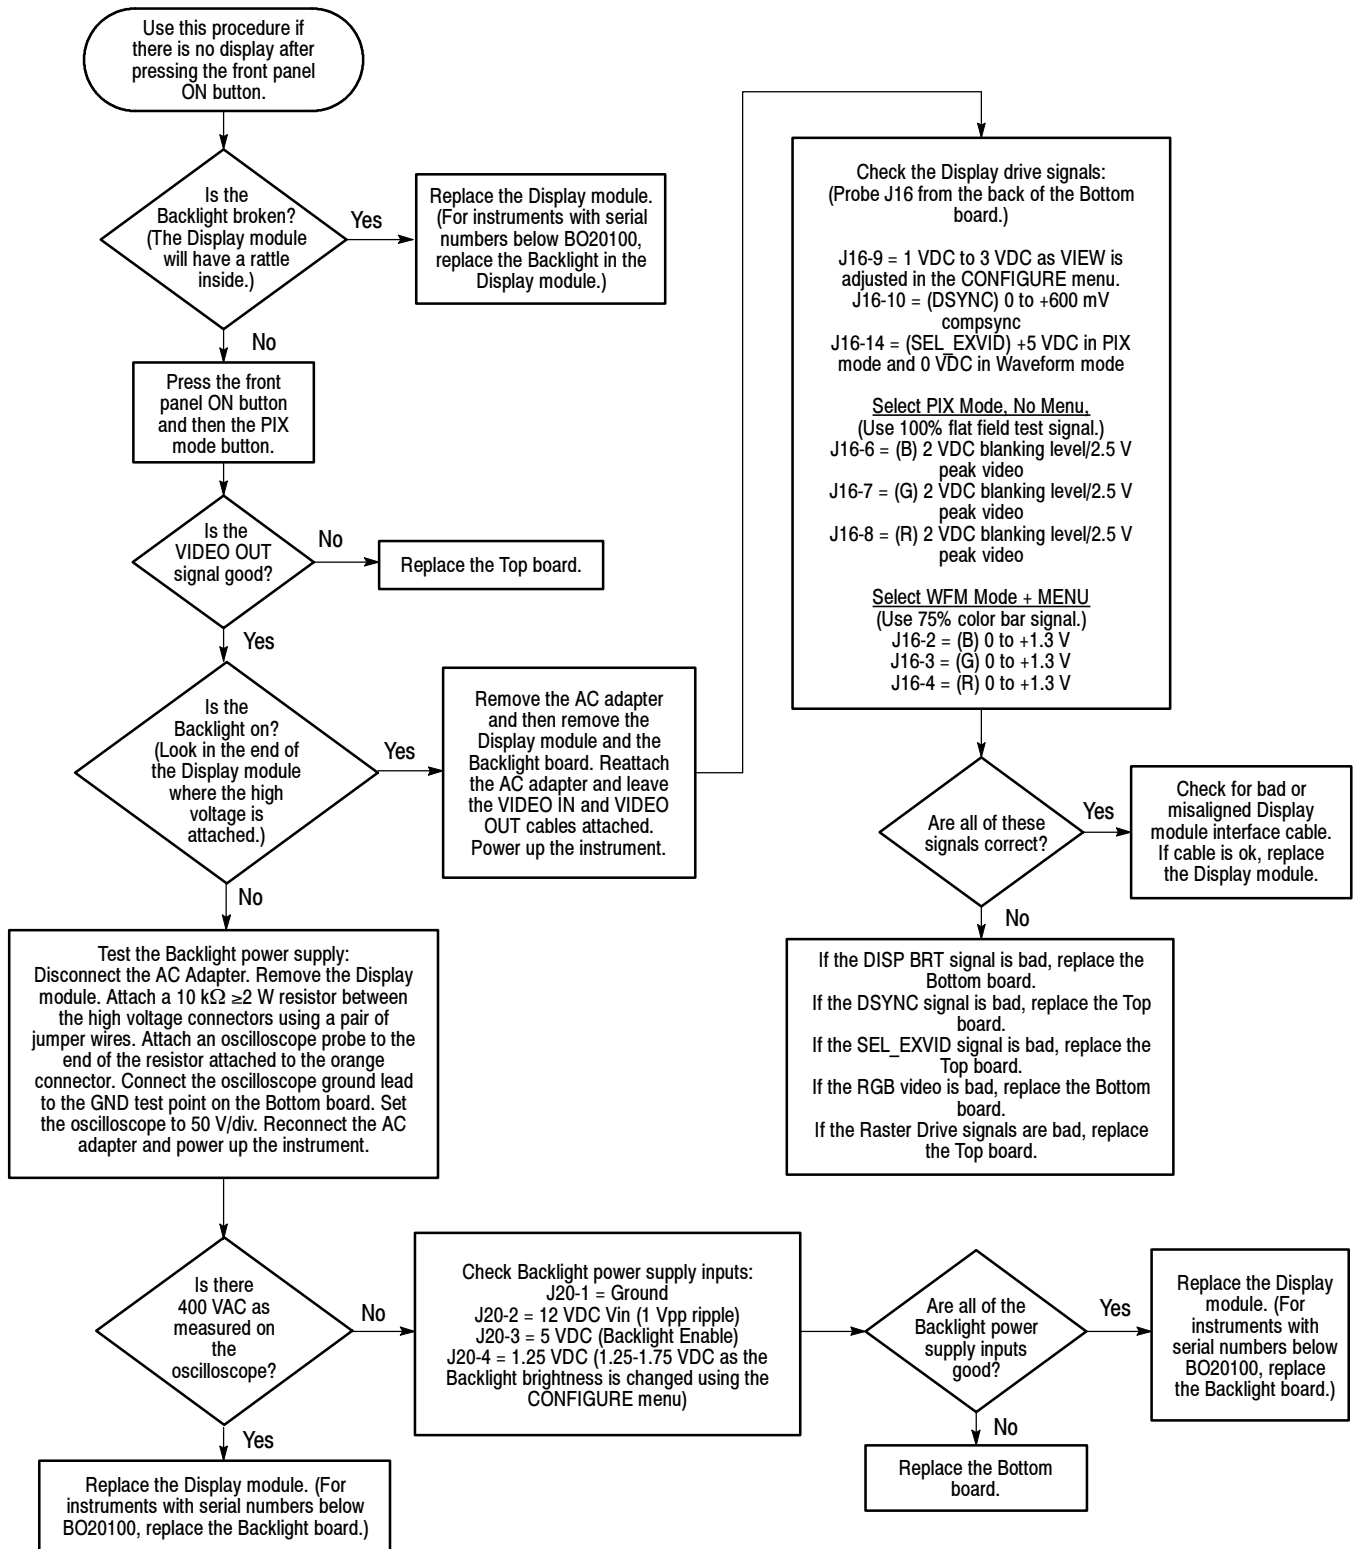 Use this procedure if
there is no display after
pressing the front panel
ON button.
Is the
Backlight broken?
(The Display module
will have a rattle
inside.)
Yes
Replace the Display module.
(For instruments with serial
numbers below BO20100,
replace the Backlight in the
Display module.)
No
Press the front
panel ON button
and then the PIX
mode button.
Is the
VIDEO OUT
signal good?
No
Replace the Top board.
Yes
Is the
Backlight on?
(Look in the end of
the Display module
where the high
voltage is
attached.)
Yes
Remove the AC adapter
and then remove the
Display module and the
Backlight board. Reattach
the AC adapter and leave
the VIDEO IN and VIDEO
OUT cables attached.
Power up the instrument.
Check the Display drive signals:
(Probe J16 from the back of the Bottom
board.)
J16-9 = 1 VDC to 3 VDC as VIEW is
adjusted in the CONFIGURE menu.
J16-10 = (DSYNC) 0 to +600 mV
compsync
J16-14 = (SEL_EXVID) +5 VDC in PIX
mode and 0 VDC in Waveform mode
Select PIX Mode, No Menu,
(Use 100% flat field test signal.)
J16-6 = (B) 2 VDC blanking level/2.5 V
peak video
J16-7 = (G) 2 VDC blanking level/2.5 V
peak video
J16-8 = (R) 2 VDC blanking level/2.5 V
peak video
Select WFM Mode + MENU
(Use 75% color bar signal.)
J16-2 = (B) 0 to +1.3 V
J16-3 = (G) 0 to +1.3 V
J16-4 = (R) 0 to +1.3 V
Are all of these
signals correct?
Yes
Check for bad or
misaligned Display
module interface cable.
If cable is ok, replace
the Display module.
No
If the DISP BRT signal is bad, replace the
Bottom board.
If the DSYNC signal is bad, replace the Top
board.
If the SEL_EXVID signal is bad, replace the
Top board.
If the RGB video is bad, replace the Bottom
board.
If the Raster Drive signals are bad, replace
the Top board.
No
Test the Backlight power supply:
Disconnect the AC Adapter. Remove the Display
module. Attach a 10 kΩ ≥2 W resistor between
the high voltage connectors using a pair of
jumper wires. Attach an oscilloscope probe to the
end of the resistor attached to the orange
connector. Connect the oscilloscope ground lead
to the GND test point on the Bottom board. Set
the oscilloscope to 50 V/div. Reconnect the AC
adapter and power up the instrument.
Is there
400 VAC as
measured on
the
oscilloscope?
No
Check Backlight power supply inputs:
J20-1 = Ground
J20-2 = 12 VDC Vin (1 Vpp ripple)
J20-3 = 5 VDC (Backlight Enable)
J20-4 = 1.25 VDC (1.25-1.75 VDC as the
Backlight brightness is changed using the
CONFIGURE menu)
Are all of the
Backlight power
supply inputs
good?
Yes
Replace the Display
module. (For
instruments with
serial numbers below
BO20100, replace
the Backlight board.)
No
Replace the Bottom
board.
Yes
Replace the Display module. (For
instruments with serial numbers below
BO20100, replace the Backlight board.)